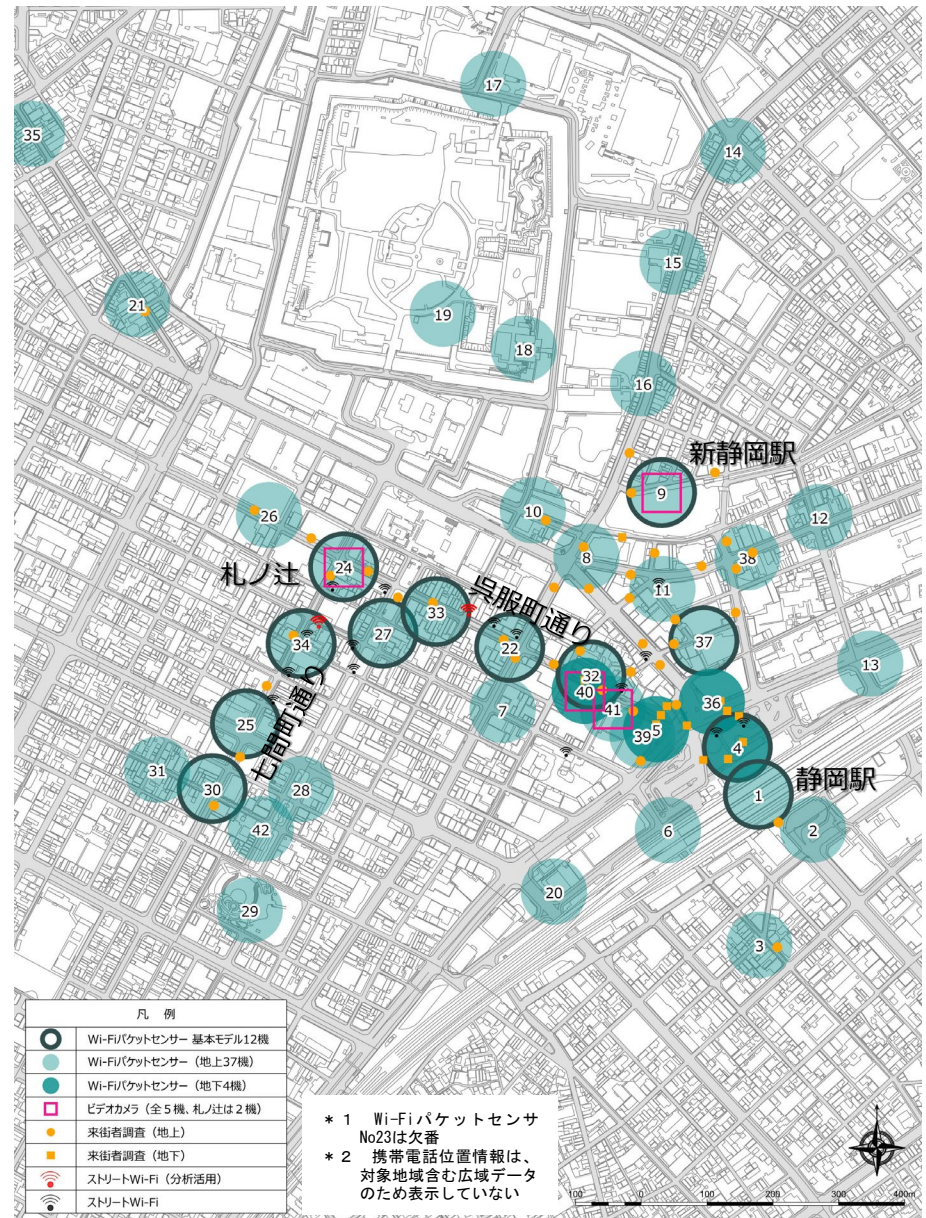 17
35
14
15
21
19
18
16
新静岡駅
9
10
26
12
8
38
札ノ辻
24
11
呉服町通り
33
27
34
37
22
13
32
40
36
七間町通り
25
7
41
5
39
4
31
30
28
静岡駅
1
42
6
2
20
29
3
凡 例
Wi-Fiパケットセンサー 基本モデル12機
Wi-Fiパケットセンサー（地上37機）
Wi-Fiパケットセンサー（地下4機）
ビデオカメラ（全５機、札ノ辻は２機）
来街者調査（地上）
来街者調査（地下）
ストリートWi-Fi（分析活用）
ストリートWi-Fi
＊１ Wi-Fiパケットセンサ
No23は欠番
＊２ 携帯電話位置情報は、
対象地域含む広域データ
のため表示していない
100 0 100 200 300 400m